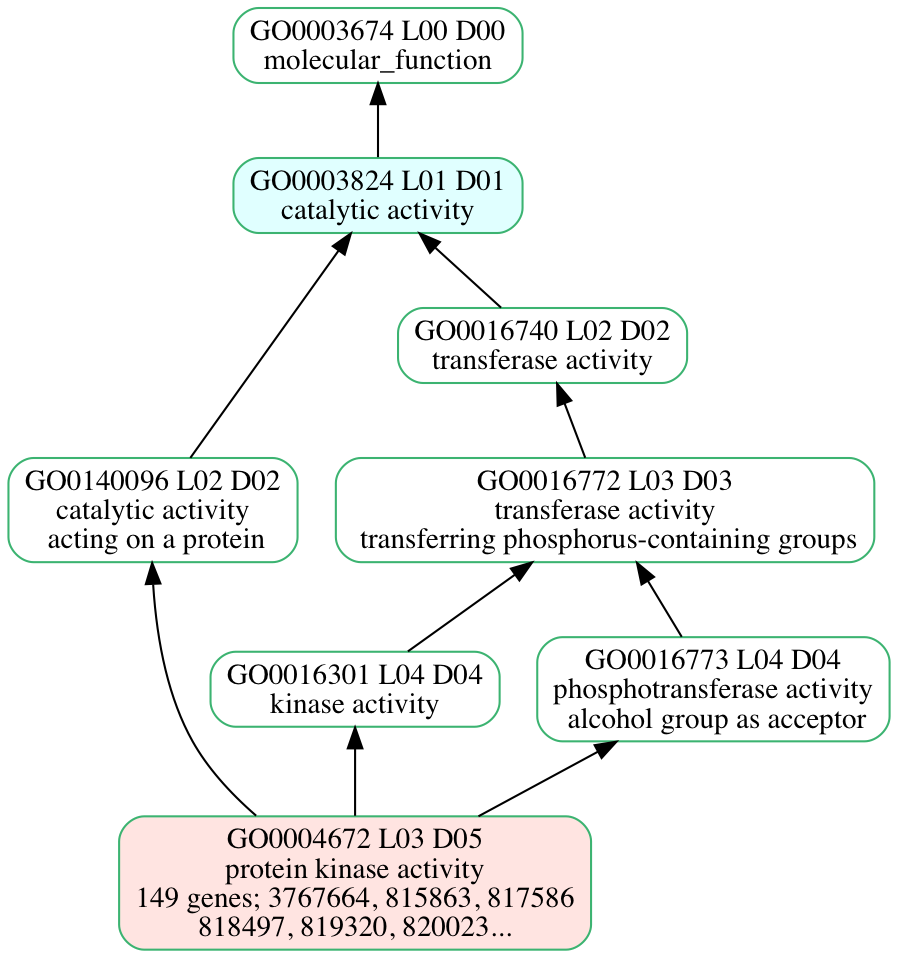 GO0003674 L00 D00
molecular_function
GO0003824 L01 D01
catalytic activity
GO0016740 L02 D02
transferase activity
GO0140096 L02 D02
catalytic activity
acting on a protein
GO0016772 L03 D03
transferase activity
transferring phosphorus-containing groups
GO0016301 L04 D04
kinase activity
GO0016773 L04 D04
phosphotransferase activity
alcohol group as acceptor
GO0004672 L03 D05
protein kinase activity
149 genes; 3767664, 815863, 817586
818497, 819320, 820023...